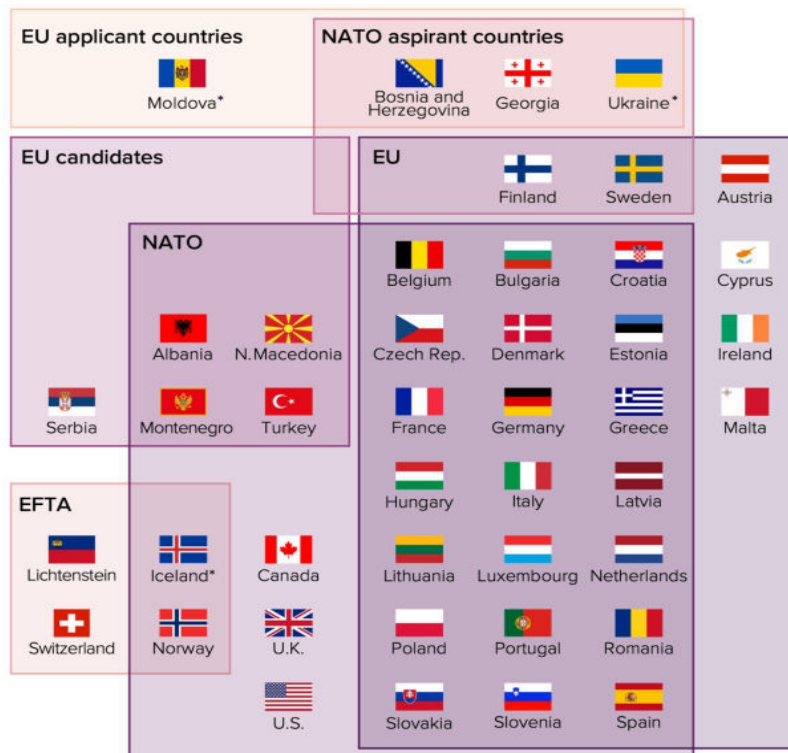 EU applicant countries
NATO aspirant countries
Moldova*
Bosnia and
Herzegovina
Georgia
Ukraine*
EU candidates
EU
Finland
Sweden
Austria
NATO
Belgium
Bulgaria
Croatia
Cyprus
Albania
N.Macedonia
Czech Rep.
Denmark
Estonia
Ireland
Serbia
Montenegro
Turkey
France
Germany
Greece
Malta
Hungary
Italy
Latvia
EFTA
Lichtenstein
Iceland*
Canada
Lithuania
Luxembourg
Netherlands
Switzerland
Norway
U.K.
Poland
Portugal
Romania
U.S.
Slovakia
Slovenia
Spain